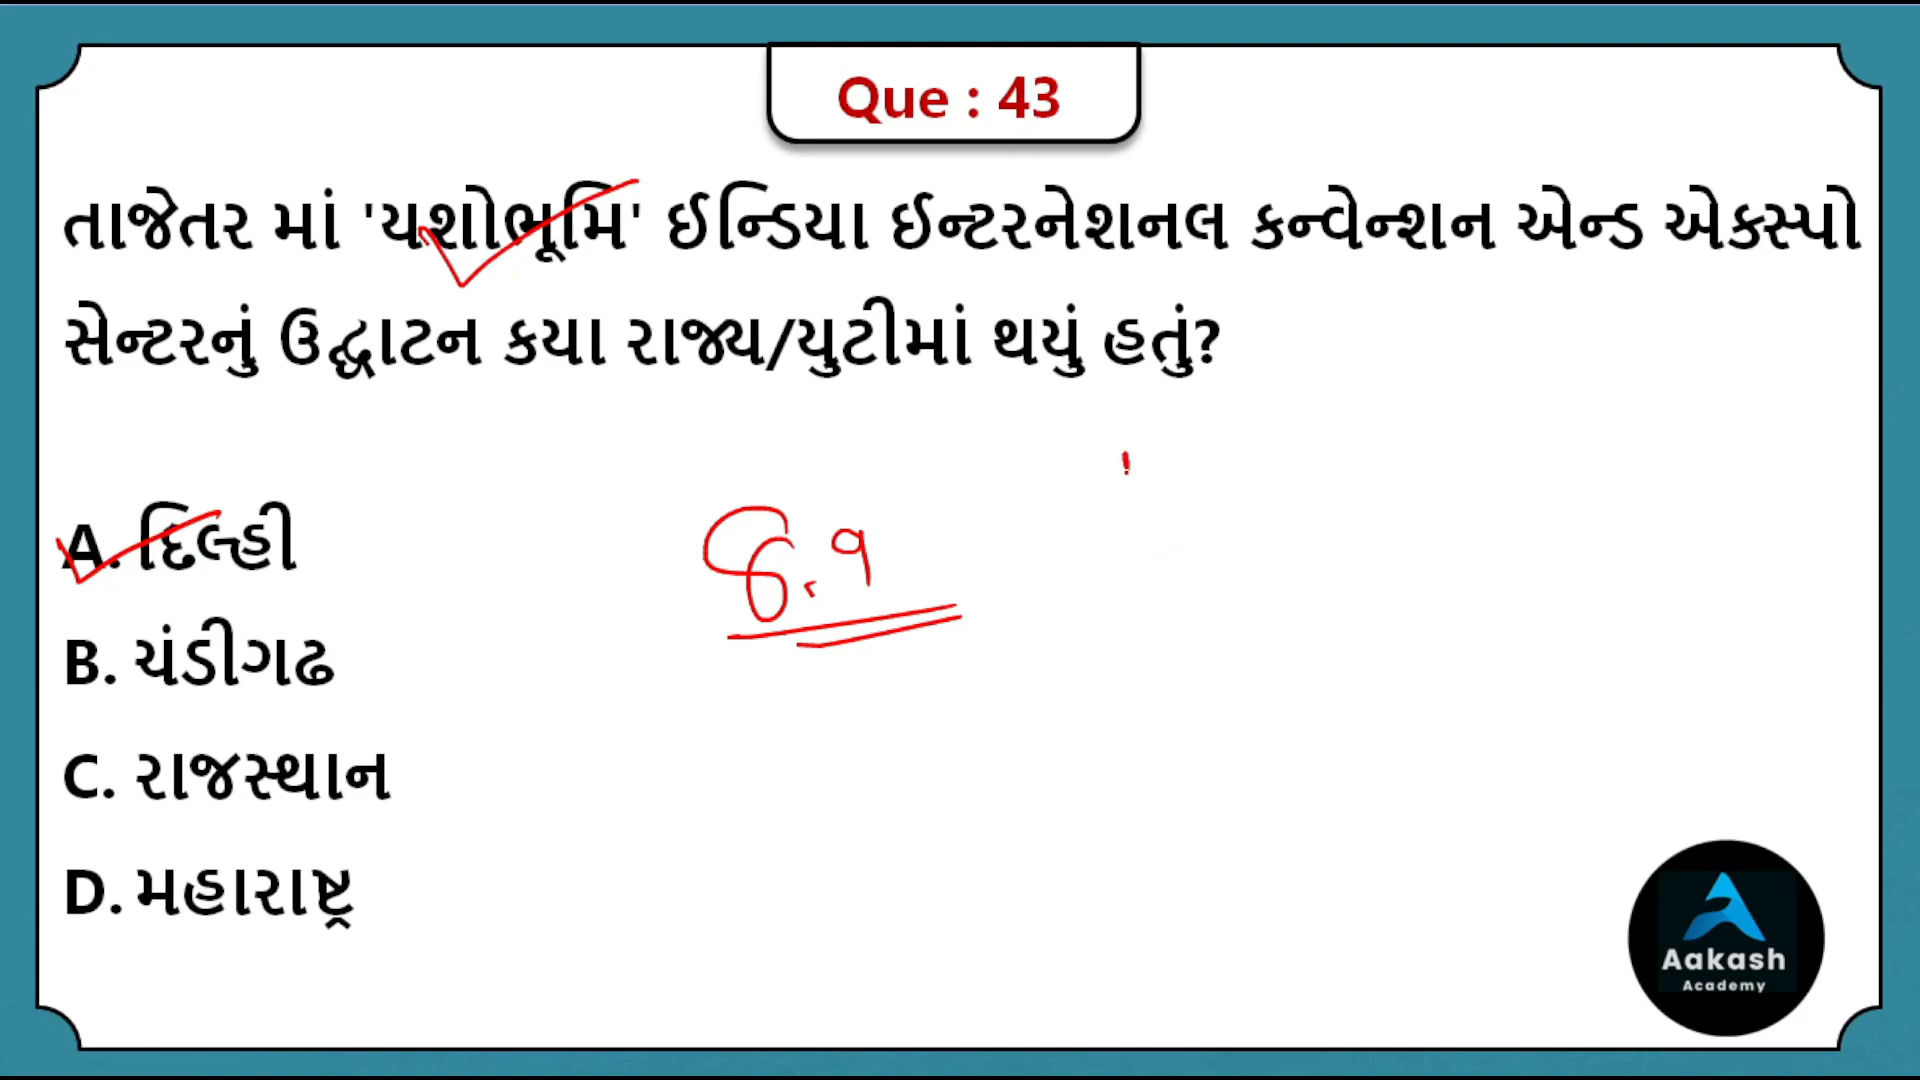 Que : 43
તાજેતર માં 'યશોભૂમિ' ઈન્ડિયા ઈન્ટરનેશનલ કન્વેન્શન એન્ડ એક્સ્પો
સેન્ટરનું ઉદ્ઘાટન કયા રાજ્ય/યુટીમાં થયું હતું?
A. દિલ્હી
B. ચંડીગઢ
C. રાજસ્થાન
D. મહારાષ્ટ્ર
Aakash
Academy